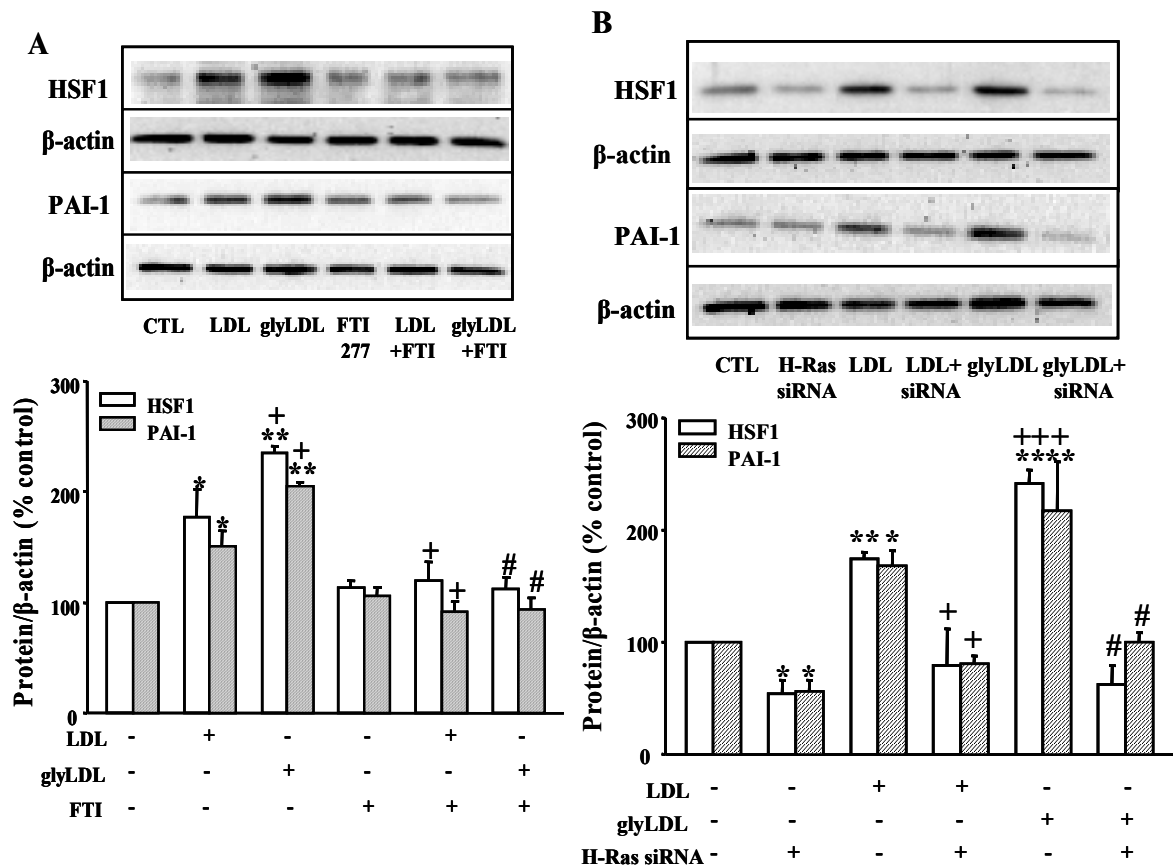 A
HSF1
β-actin
PAI-1
β-actin
CTL LDL glyLDL FTI LDL glyLDL
277 +FTI +FTI
300
200
100
0
Protein/β-actin (% control)
HSF1
PAI-1
* * ** + ** + + + # #
LDL - + - - + -
glyLDL - - + - - +
FTI - - - + + +
B
HSF1
β-actin
PAI-1
β-actin
CTL H-Ras LDL LDL+ glyLDL glyLDL+
siRNA siRNA siRNA
300
200
100
0
Protein/β-actin (% control)
HSF1
PAI-1
* * ** * + + +++ **** # #
LDL - - + + - -
glyLDL - - - - + +
H-Ras siRNA - + - + - +